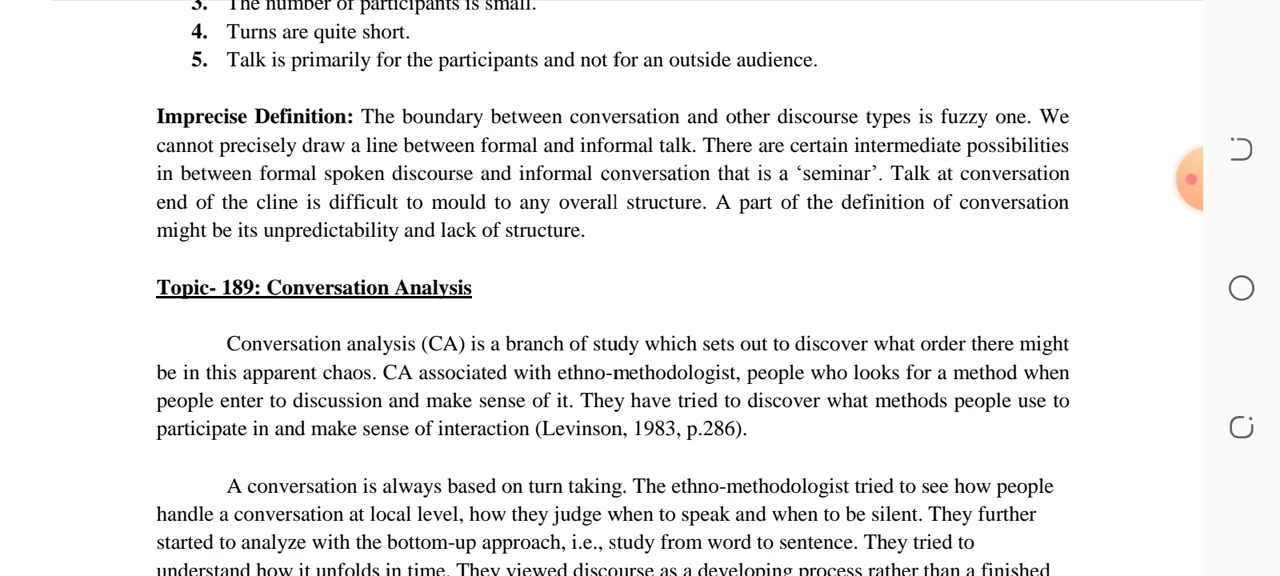 3. The number of participants is small.
4. Turns are quite short.
5. Talk is primarily for the participants and not for an outside audience.
Imprecise Definition: The boundary between conversation and other discourse types is fuzzy one. We
cannot precisely draw a line between formal and informal talk. There are certain intermediate possibilities
in between formal spoken discourse and informal conversation that is a ‘seminar’. Talk at conversation
end of the cline is difficult to mould to any overall structure. A part of the definition of conversation
might be its unpredictability and lack of structure.
Topic- 189: Conversation Analysis
Conversation analysis (CA) is a branch of study which sets out to discover what order there might
be in this apparent chaos. CA associated with ethno-methodologist, people who looks for a method when
people enter to discussion and make sense of it. They have tried to discover what methods people use to
participate in and make sense of interaction (Levinson, 1983, p.286).
A conversation is always based on turn taking. The ethno-methodologist tried to see how people
handle a conversation at local level, how they judge when to speak and when to be silent. They further
started to analyze with the bottom-up approach, i.e., study from word to sentence. They tried to
understand how it unfolds in time. They viewed discourse as a developing process rather than a finished